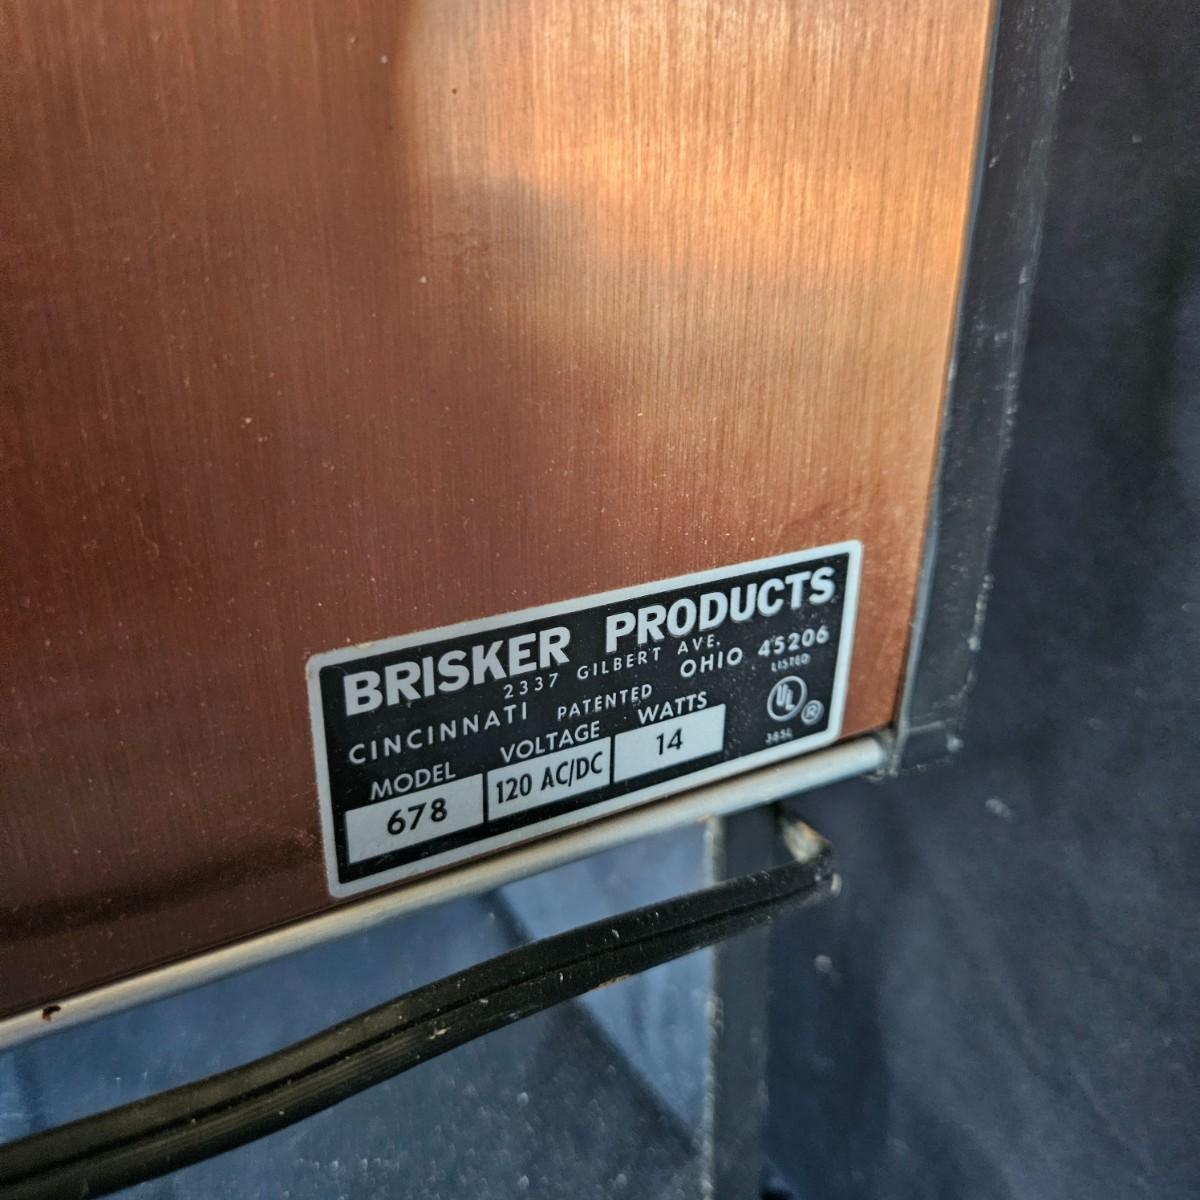 BRISKER PRODUCTS
2337 GILBERT AVE.
CINCINNATI OHIO 45206
PATENTED
LISTED
UL ®
MODEL VOLTAGE WATTS
678 120 AC/DC 14